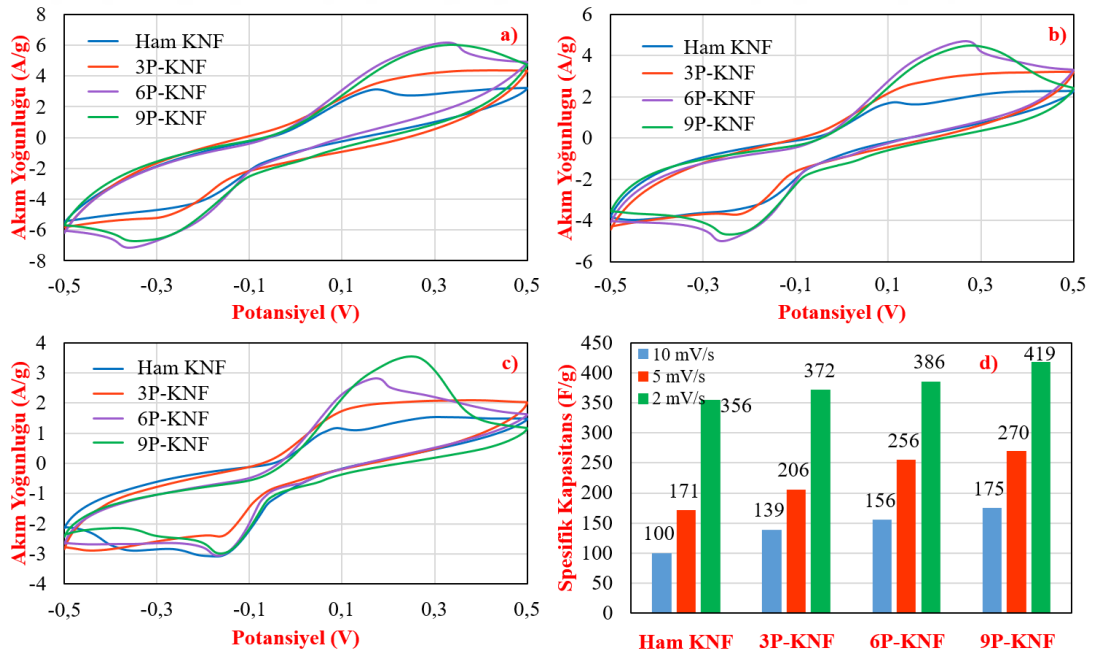 a)
Ham KNF
3P-KNF
6P-KNF
9P-KNF
Akım Yoğunluğu (A/g)
8
6
4
2
0
-2
-4
-6
-8
-0,5
-0,3
-0,1
0,1
0,3
0,5
Potansiyel (V)
b)
Ham KNF
3P-KNF
6P-KNF
9P-KNF
Akım Yoğunluğu (A/g)
6
4
2
0
-2
-4
-6
-0,5
-0,3
-0,1
0,1
0,3
0,5
Potansiyel (V)
c)
Ham KNF
3P-KNF
6P-KNF
9P-KNF
Akım Yoğunluğu (A/g)
4
3
2
1
0
-1
-2
-3
-4
-0,5
-0,3
-0,1
0,1
0,3
0,5
Potansiyel (V)
d)
10 mV/s
5 mV/s
2 mV/s
Spesifik Kapasitans (F/g)
450
400
350
300
250
200
150
100
50
0
100
171
356
139
206
372
156
256
386
175
270
419
Ham KNF
3P-KNF
6P-KNF
9P-KNF